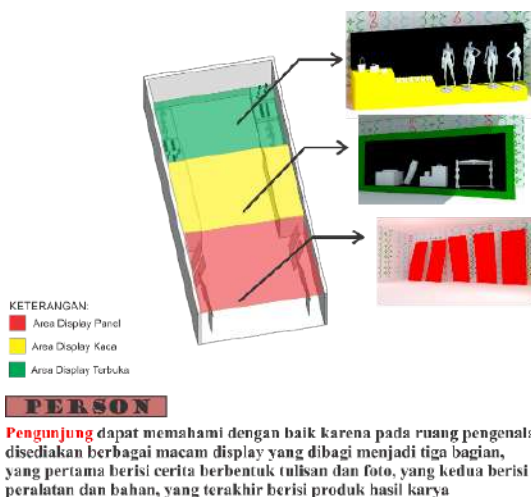 KETERANGAN:
Area Display Panel
Area Display Kaca
Area Display Terbuka
PERSON
Pengunjung dapat memahami dengan baik karena pada ruang pengenala
disediakan berbagai macam display yang dibagi menjadi tiga bagian,
yang pertama berisi cerita berbentuk tulisan dan foto, yang kedua berisi
peralatan dan bahan, yang terakhir berisi produk hasil karya